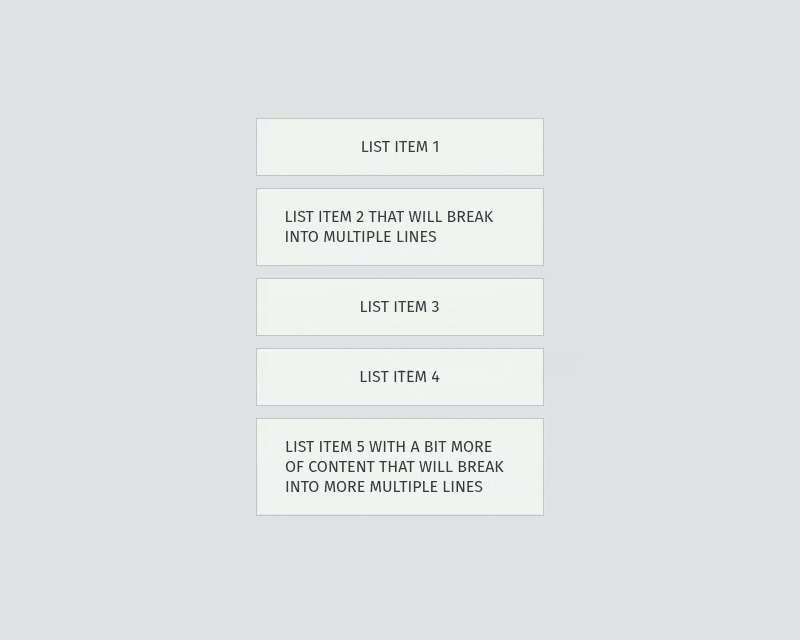 LIST ITEM 1
LIST ITEM 2 THAT WILL BREAK
INTO MULTIPLE LINES
LIST ITEM 3
LIST ITEM 4
LIST ITEM 5 WITH A BIT MORE
OF CONTENT THAT WILL BREAK
INTO MORE MULTIPLE LINES